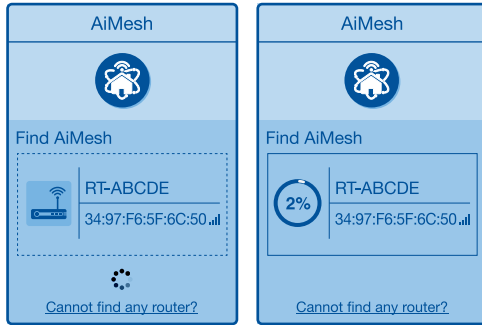 AiMesh
Find AiMesh
RT-ABCDE
34:97:F6:5F:6C:50
Cannot find any router?
AiMesh
Find AiMesh
2%
RT-ABCDE
34:97:F6:5F:6C:50
Cannot find any router?